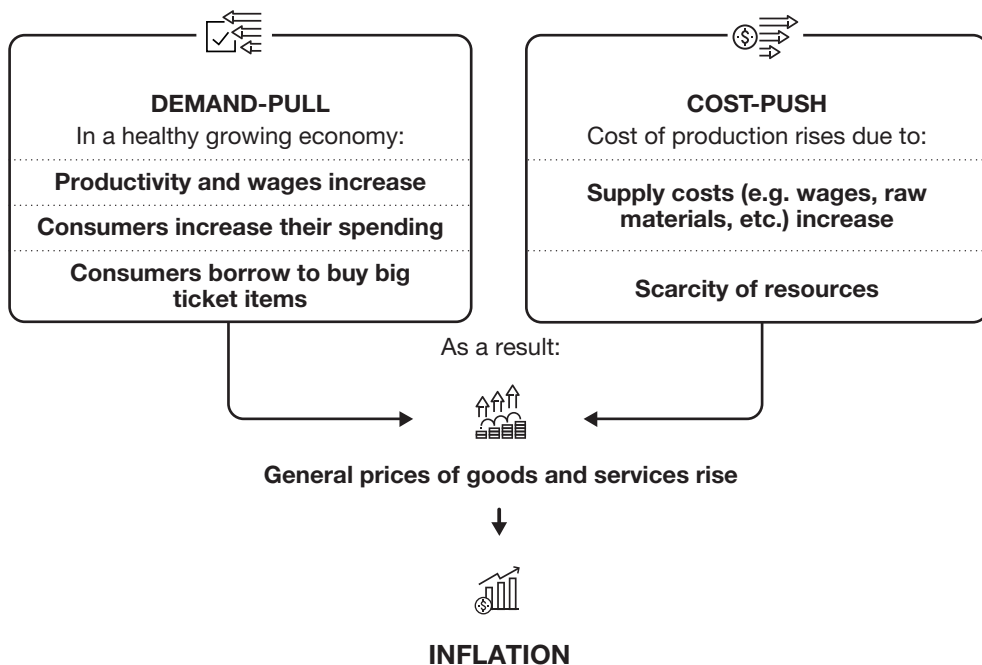 DEMAND-PULL
In a healthy growing economy:
Productivity and wages increase
Consumers increase their spending
Consumers borrow to buy big
ticket items
COST-PUSH
Cost of production rises due to:
Supply costs (e.g. wages, raw
materials, etc.) increase
Scarcity of resources
As a result:
General prices of goods and services rise
INFLATION